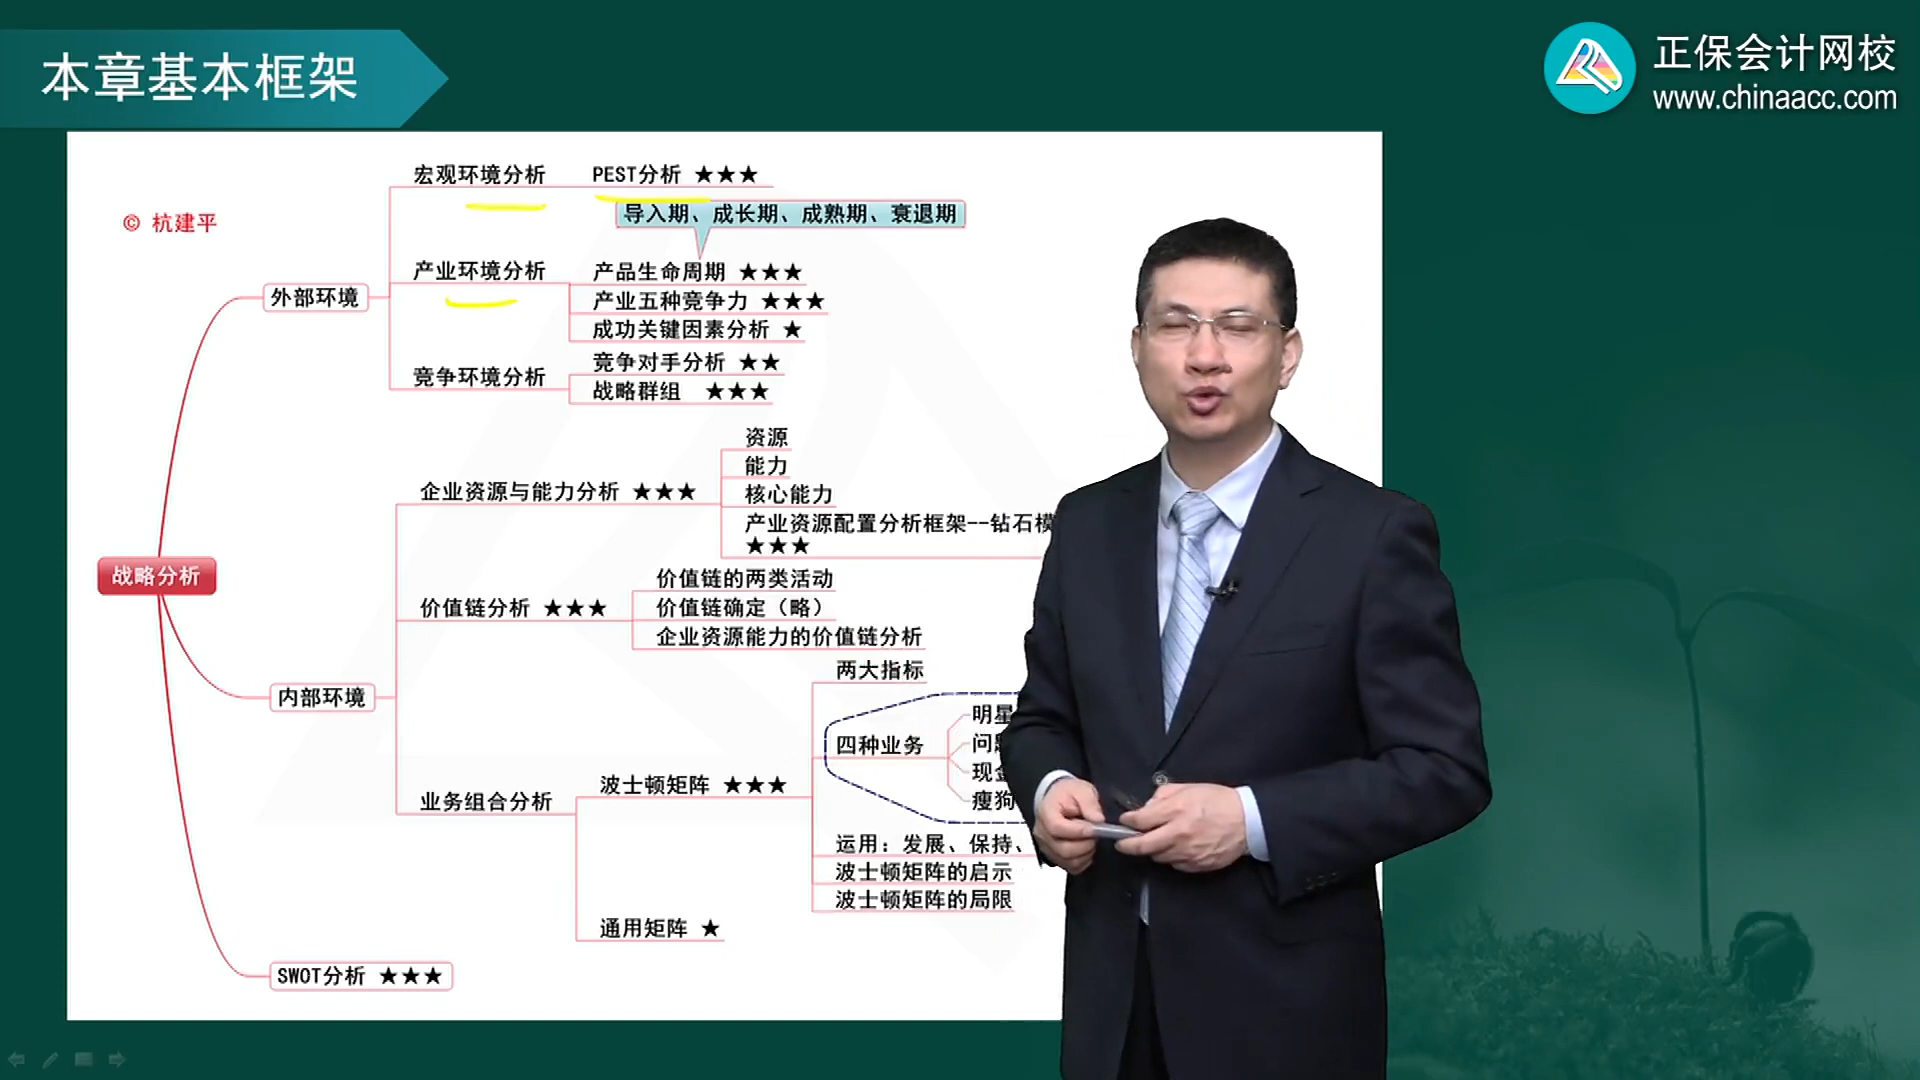 本章基本框架
正保会计网校
www.chinaacc.com
© 杭建平
战略分析
外部环境
宏观环境分析
PEST分析 ★★★
导入期、成长期、成熟期、衰退期
产业环境分析
产品生命周期 ★★★
产业五种竞争力 ★★★
成功关键因素分析 ★
竞争环境分析
竞争对手分析 ★★
战略群组 ★★★
内部环境
企业资源与能力分析 ★★★
资源
能力
核心能力
产业资源配置分析框架--钻石模
★★★
价值链分析 ★★★
价值链的两类活动
价值链确定（略）
企业资源能力的价值链分析
业务组合分析
波士顿矩阵 ★★★
两大指标
四种业务
明星
问
现金
瘦狗
运用：发展、保持、
波士顿矩阵的启示
波士顿矩阵的局限
通用矩阵 ★
SWOT分析 ★★★